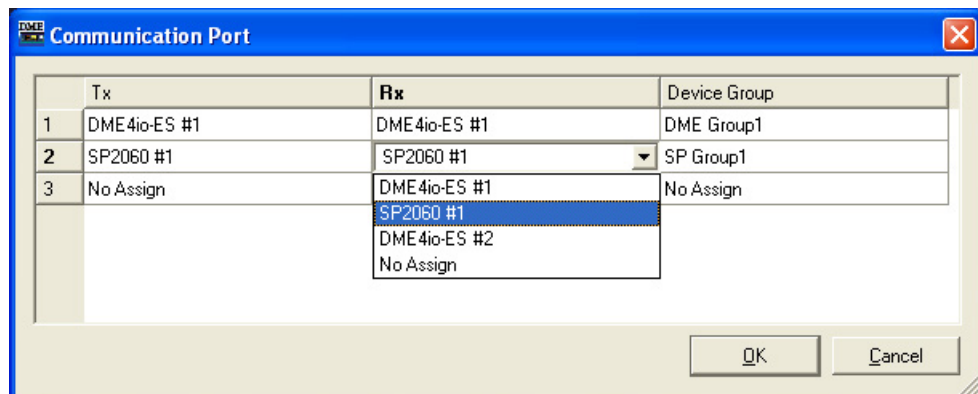 DME
Communication Port
Tx Rx Device Group
1 DME4io-ES #1 DME4io-ES #1 DME Group1
2 SP2060 #1 SP2060 #1 SP Group1
3 No Assign DME4io-ES #1 No Assign
SP2060 #1
DME4io-ES #2
No Assign
OK Cancel